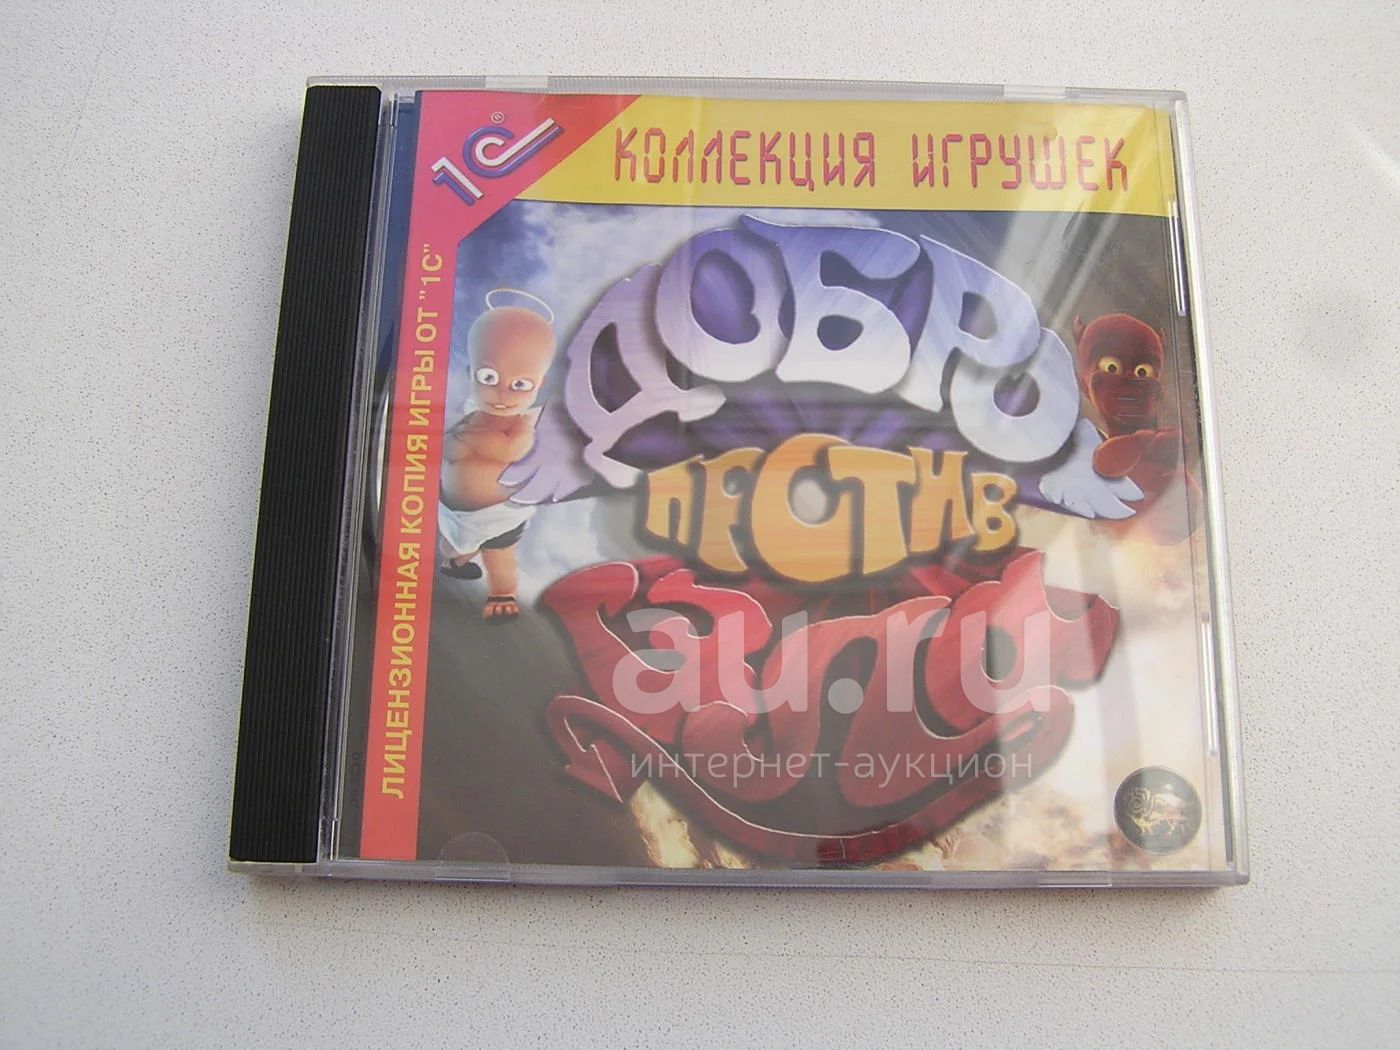 1С®
КОЛЛЕКЦИЯ ИГРУШЕК
ЛИЦЕНЗИОННАЯ КОПИЯ ИГРЫ ОТ "1С"
ДОБРО
ПРОТИВ
ЗЛА
au.ru
интернет-аукцион